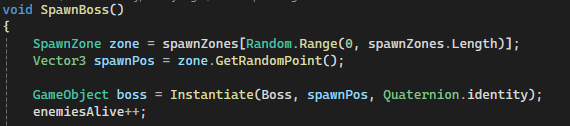 void SpawnBoss()
{
SpawnZone zone = spawnZones[Random.Range(0, spawnZones.Length)];
Vector3 spawnPos = zone.GetRandomPoint();
GameObject boss = Instantiate(Boss, spawnPos, Quaternion.identity);
enemiesAlive++;